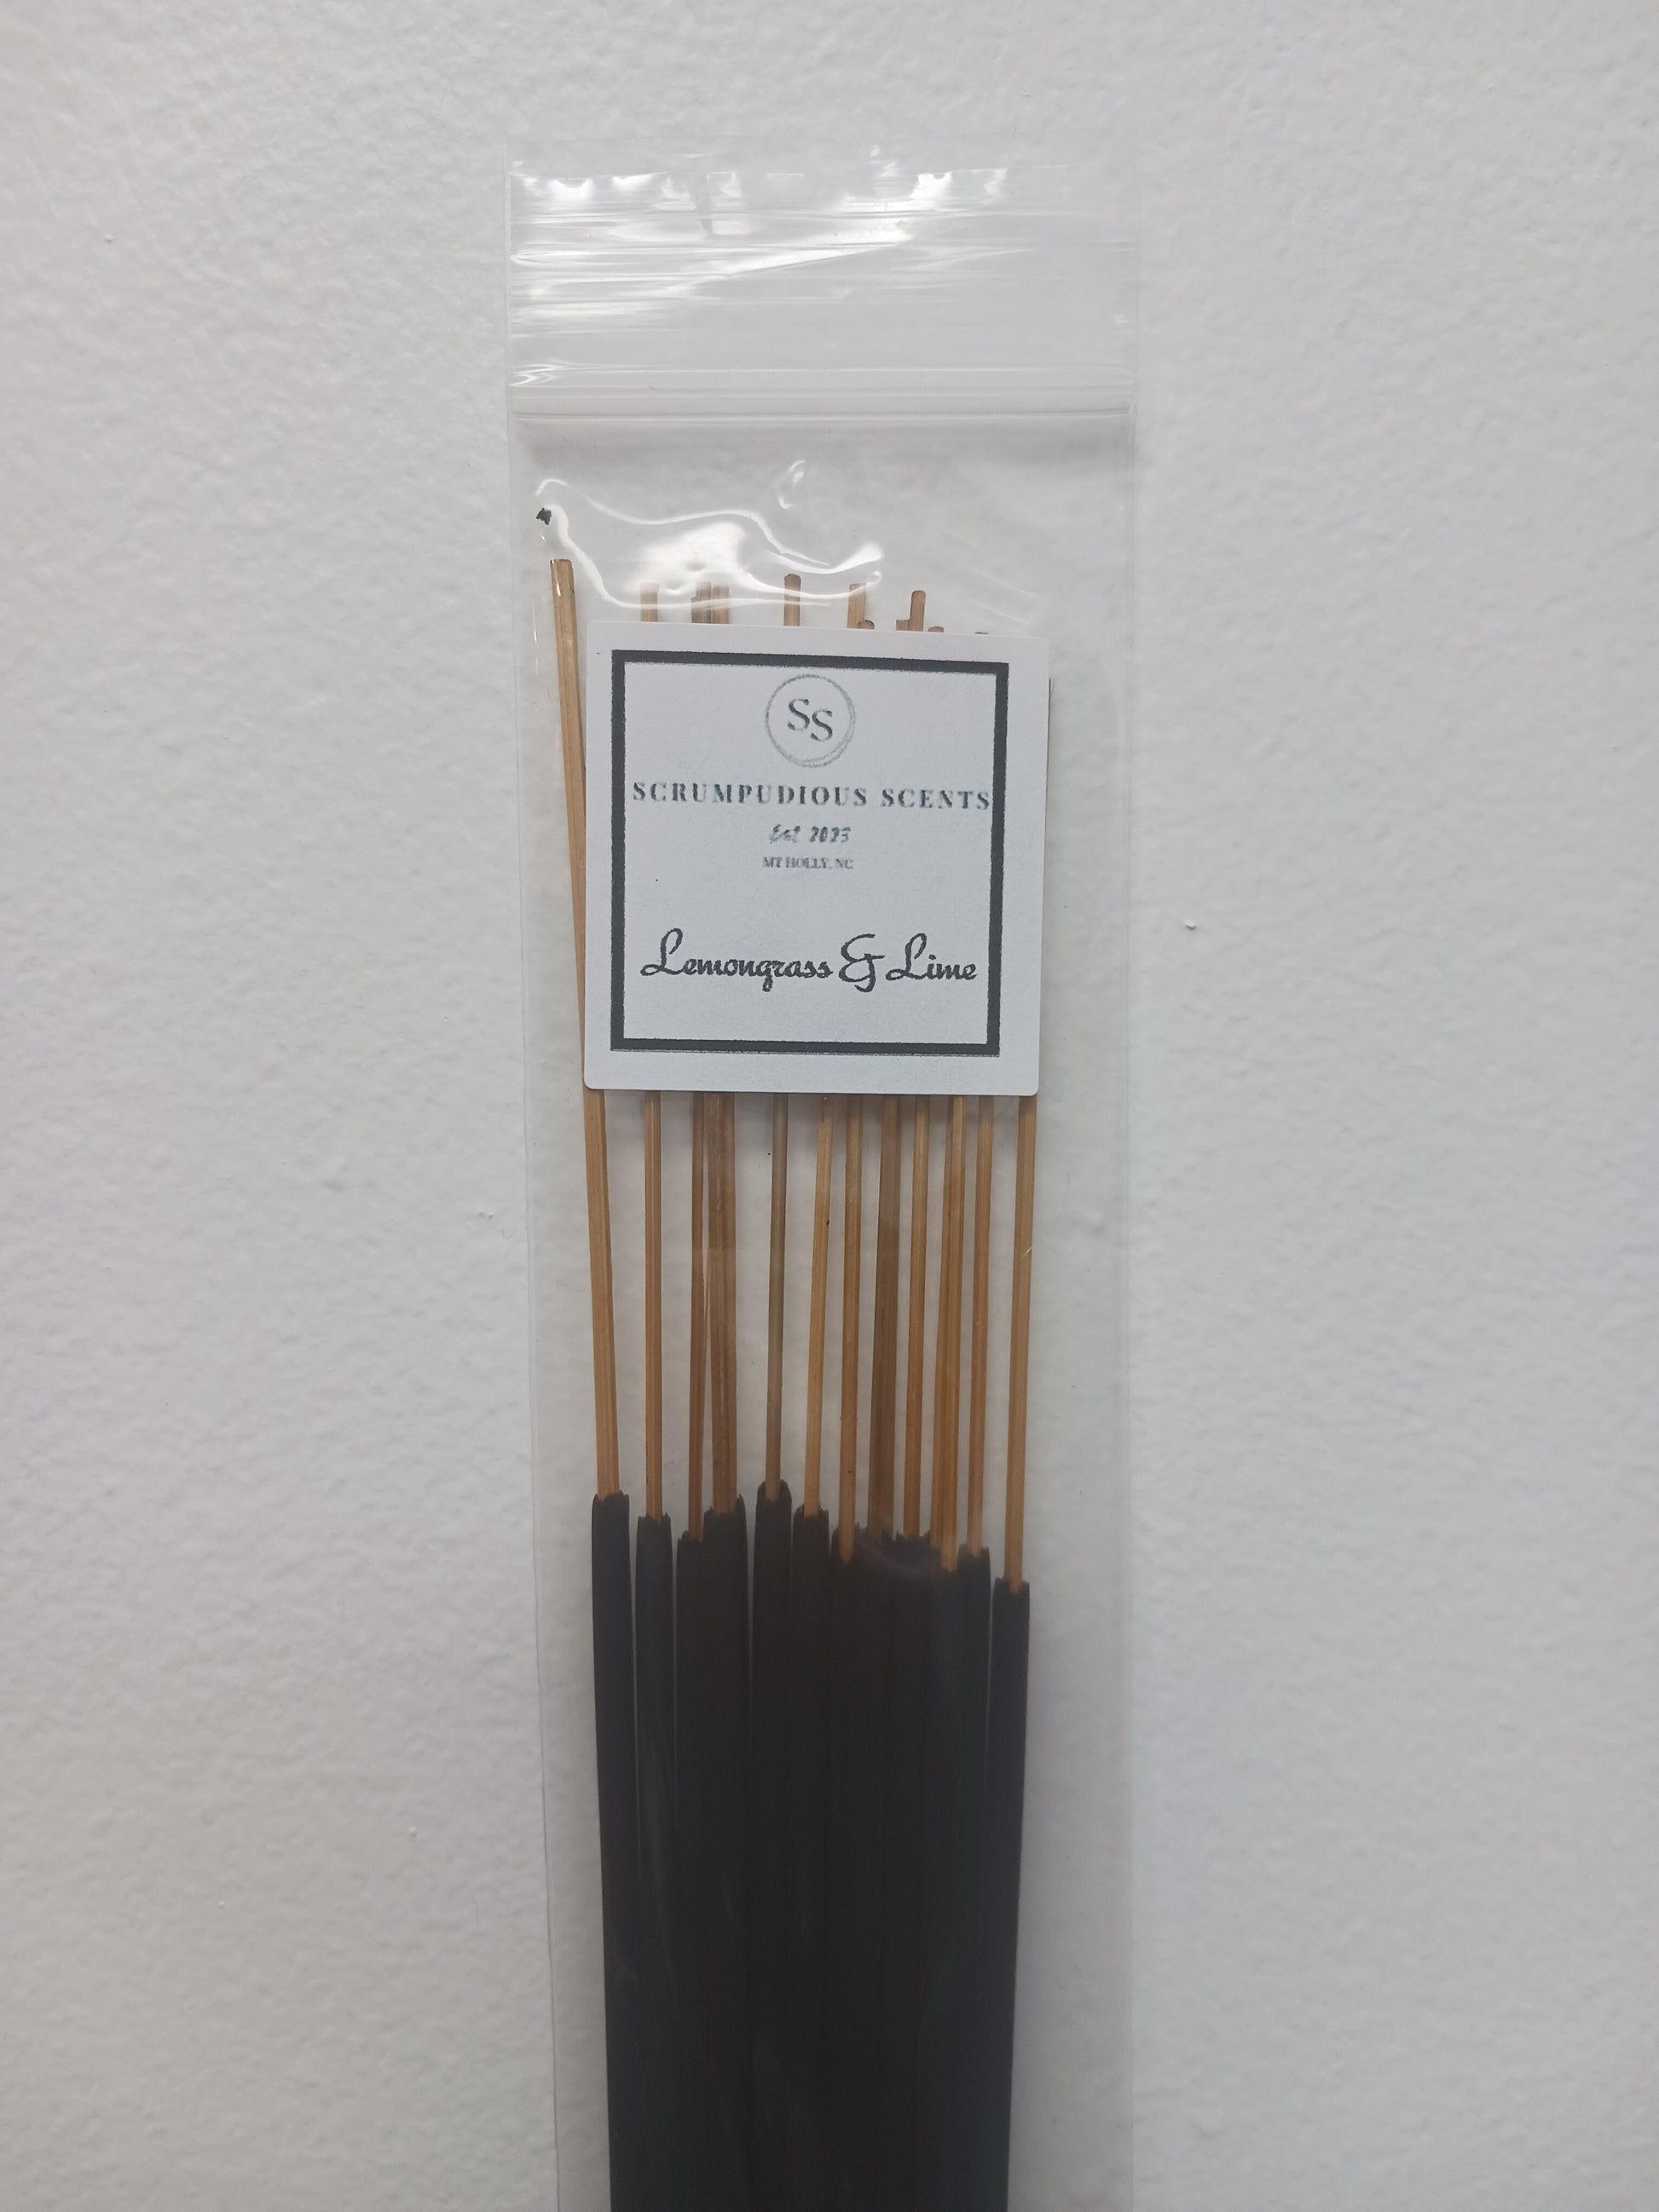 SS
SCRUMPUDIOUS SCENTS
Est 2023
MT HOLLY, NC
Lemongrass & Lime